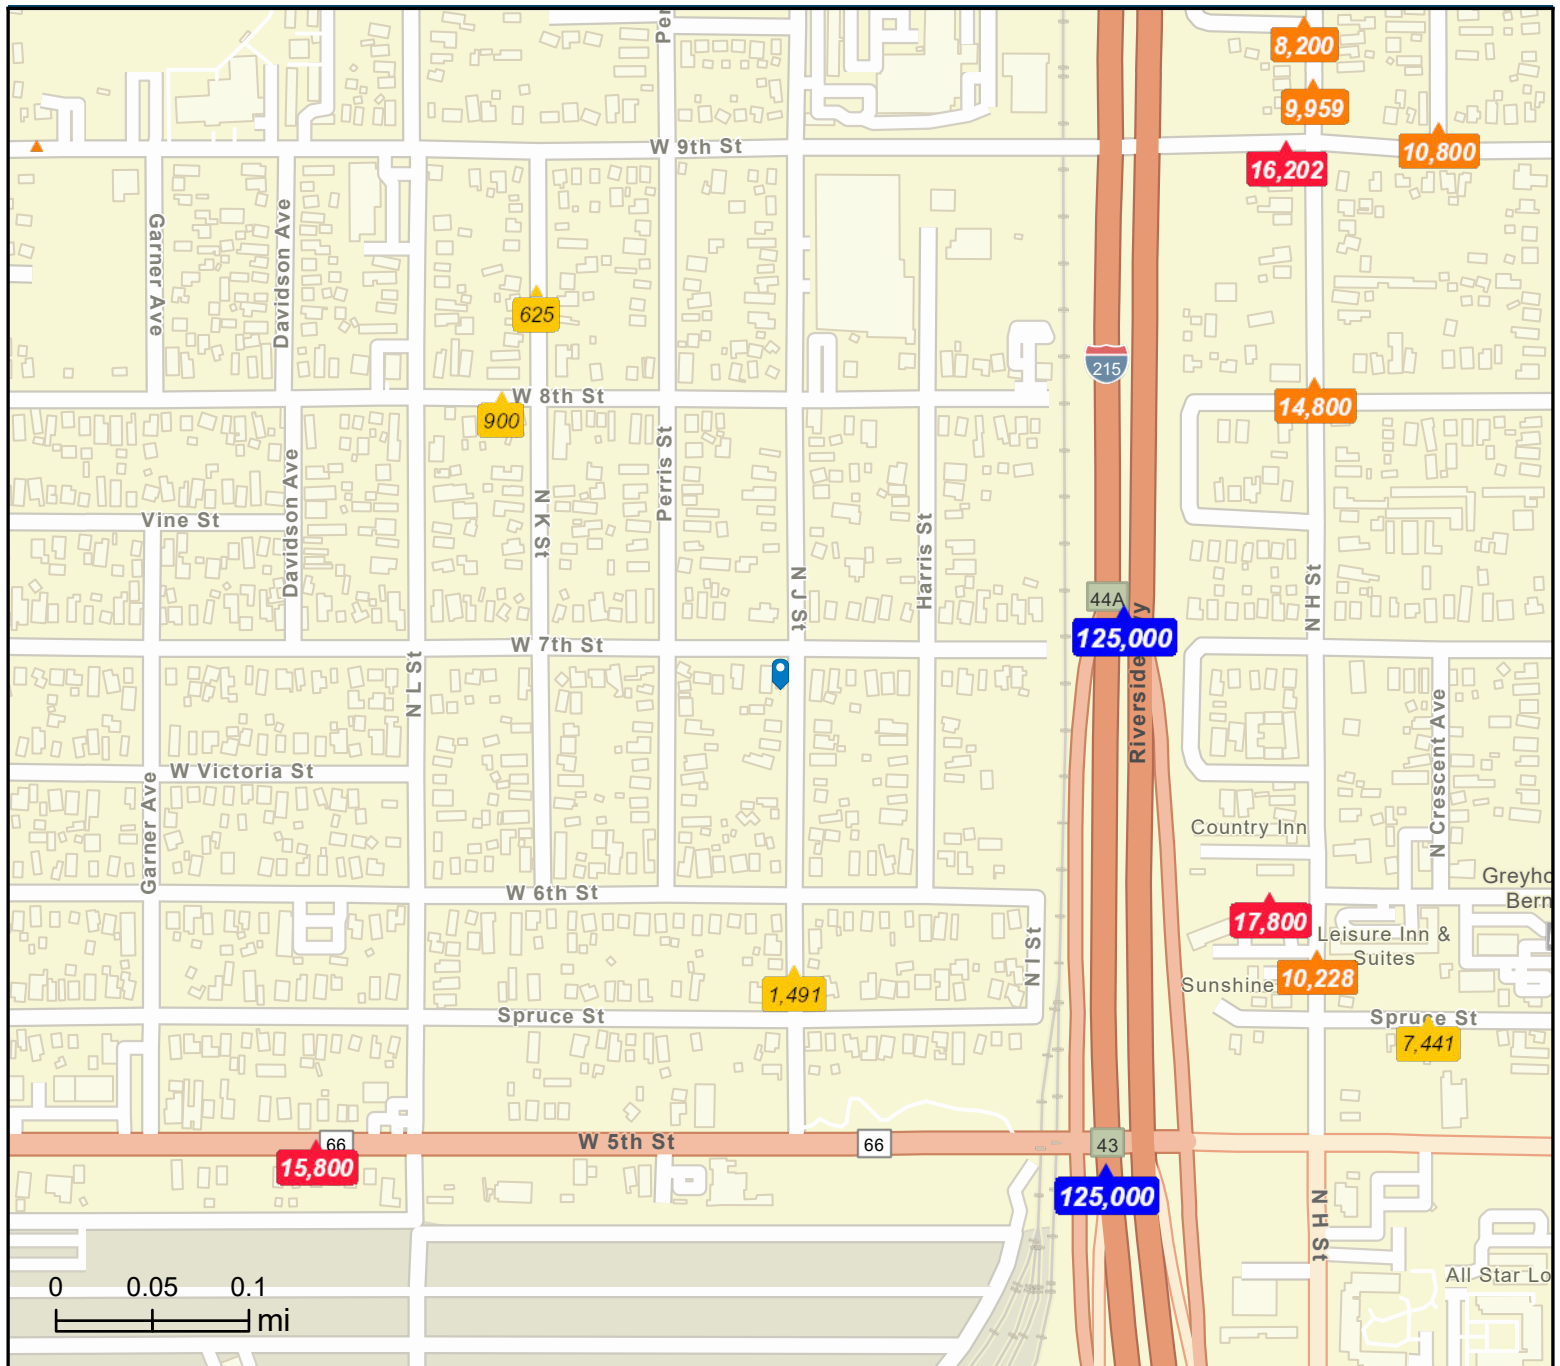 Per
8,200
9,959
W 9th St
10,800
16,202
Garner Ave
Davidson Ave
625
215
W 8th St
900
14,800
Perris St
Davidson Ave
Vine St
N K St
Harris St
N J St
N H St
44A
125,000
W 7th St
N L St
Riverside
y
N Crescent Ave
W Victoria St
Garner Ave
Country Inn
W 6th St
Greyho
Bern
17,800
Leisure Inn &
Suites
N I St
1,491
Sunshine
10,228
Spruce St
Spruce St
7,441
66
W 5th St
66
43
15,800
125,000
N H St
All Star Lo
0 0.05 0.1
mi